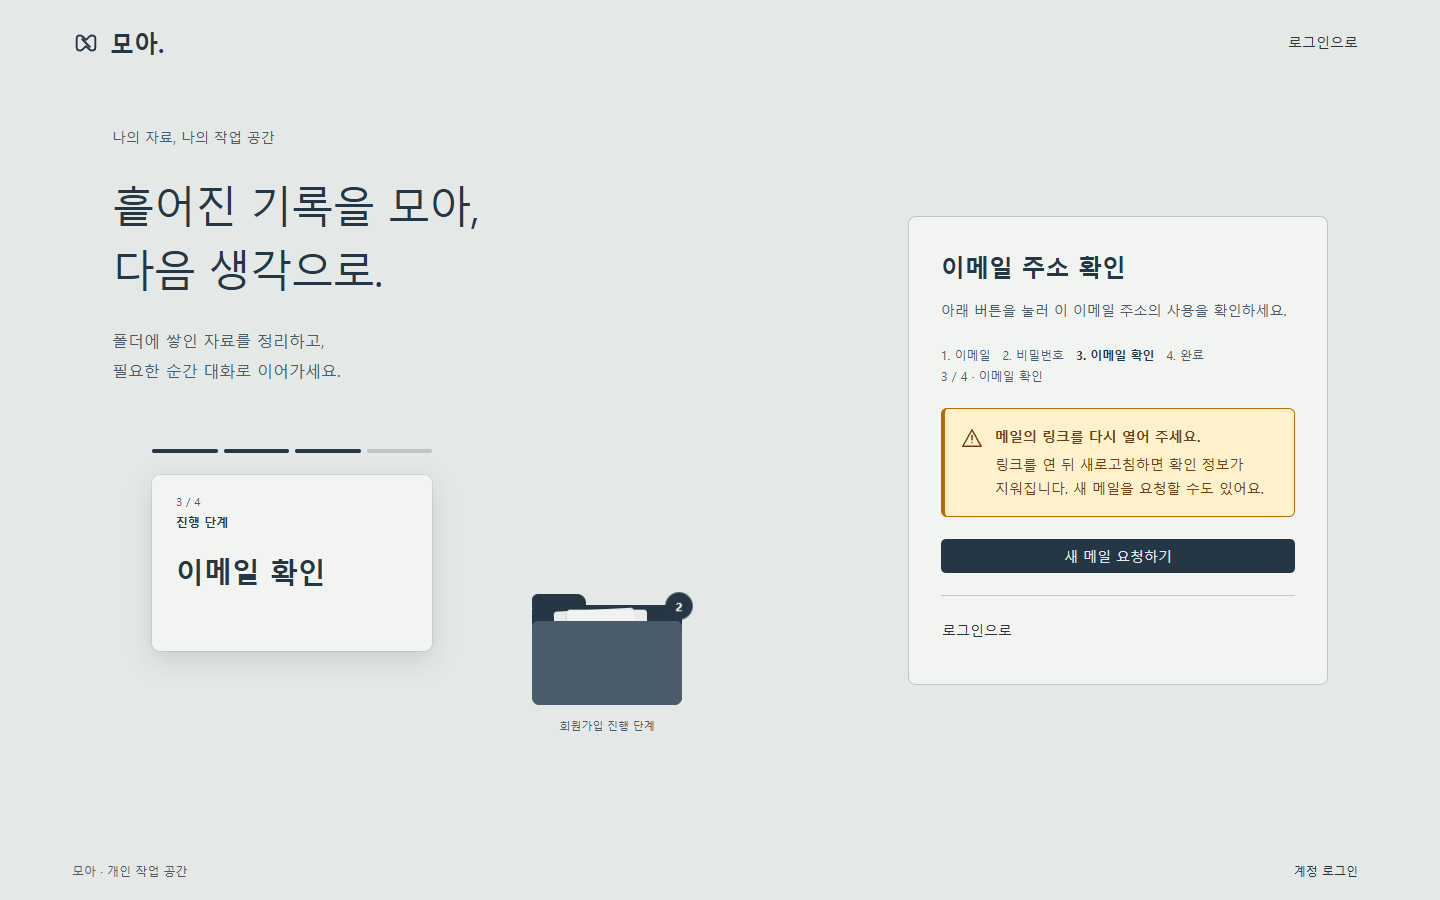 모아.
로그인으로
나의 자료, 나의 작업 공간
흩어진 기록을 모아,
다음 생각으로.
폴더에 쌓인 자료를 정리하고,
필요한 순간 대화로 이어가세요.
3 / 4
진행 단계
이메일 확인
2
회원가입 진행 단계
이메일 주소 확인
아래 버튼을 눌러 이 이메일 주소의 사용을 확인하세요.
1. 이메일 2. 비밀번호 3. 이메일 확인 4. 완료
3 / 4 · 이메일 확인
메일의 링크를 다시 열어 주세요.
링크를 연 뒤 새로고침하면 확인 정보가
지워집니다. 새 메일을 요청할 수도 있어요.
새 메일 요청하기
로그인으로
모아 · 개인 작업 공간
계정 로그인